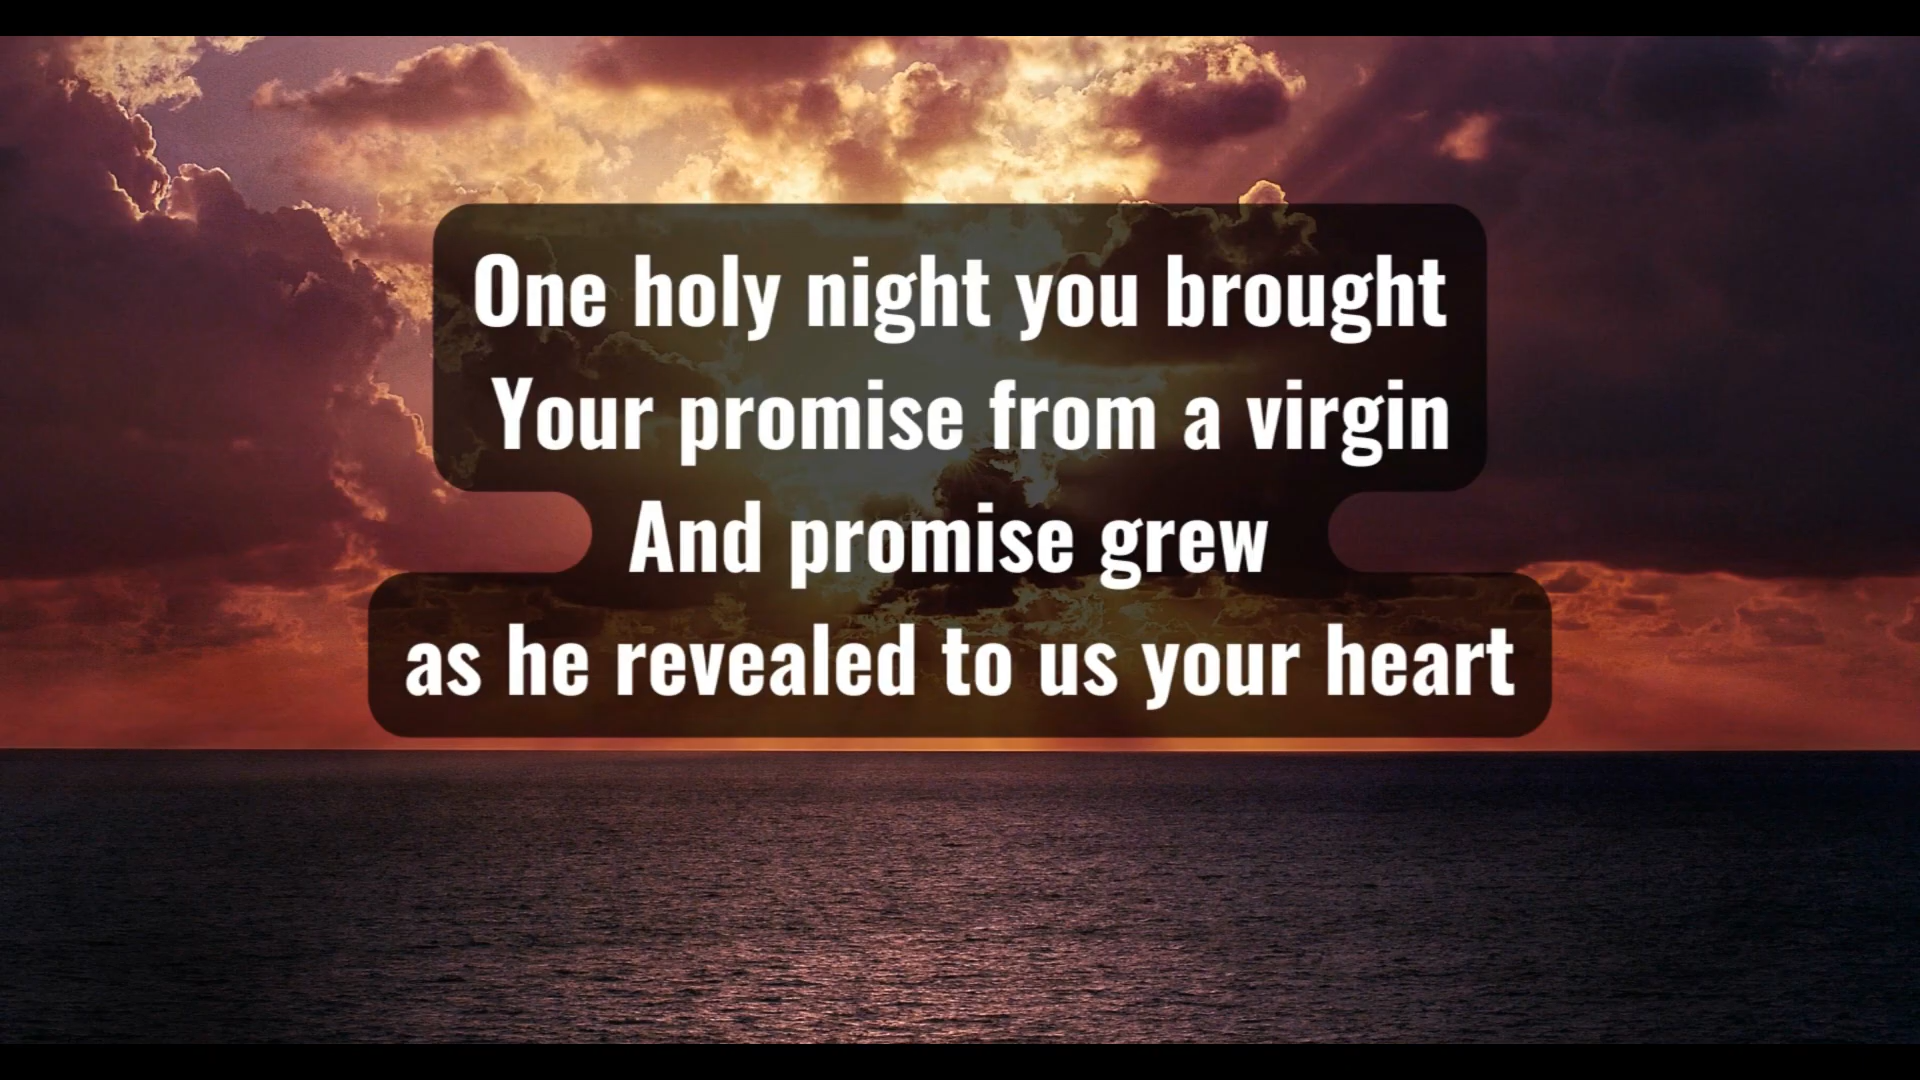 One holy night you brought
Your promise from a virgin
And promise grew
as he revealed to us your heart